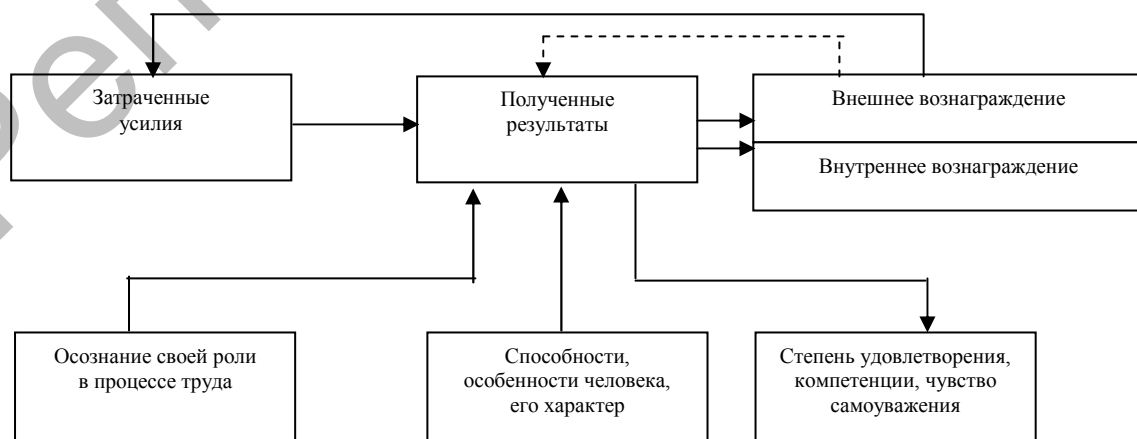 Затраченные
усилия
Полученные
результаты
Внешнее вознаграждение
Внутреннее вознаграждение
Осознание своей роли
в процессе труда
Способности,
особенности человека,
его характер
Степень удовлетворения,
компетенции, чувство
самоуважения